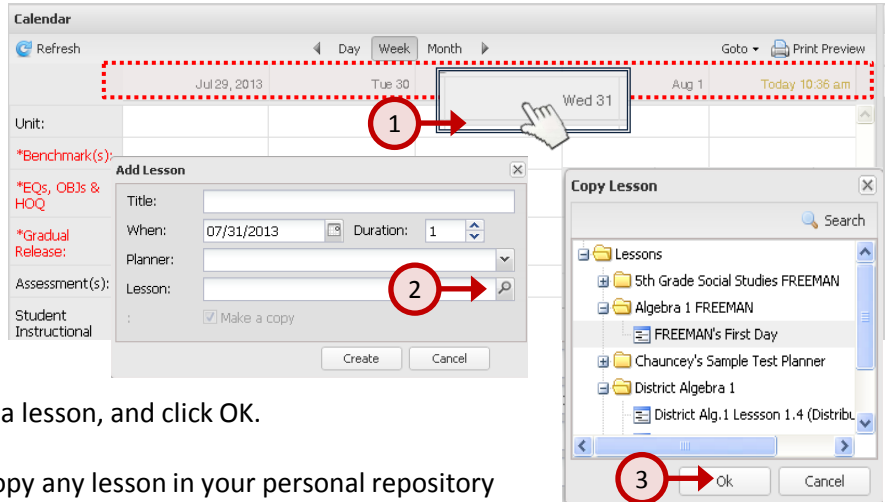 Calendar
Refresh
Day Week Month
Goto
Print Preview
Jul 29, 2013
Tue 30
Wed 31
Aug 1
Today 10:36 am
1
Unit:
*Benchmark(s):
*EQs, OBJs &
HOQ
*Gradual
Release:
Assessment(s):
Student
Instructional
Add Lesson
Title:
When: 07/31/2013 Duration: 1
Planner:
Lesson:
2
: Make a copy
Create Cancel
Copy Lesson
Search
Lessons
5th Grade Social Studies FREEMAN
Algebra 1 FREEMAN
FREEMAN's First Day
Chauncey's Sample Test Planner
District Algebra 1
District Alg.1 Lessson 1.4 (Distribu
3
Ok Cancel
a lesson, and click OK.
opy any lesson in your personal repository